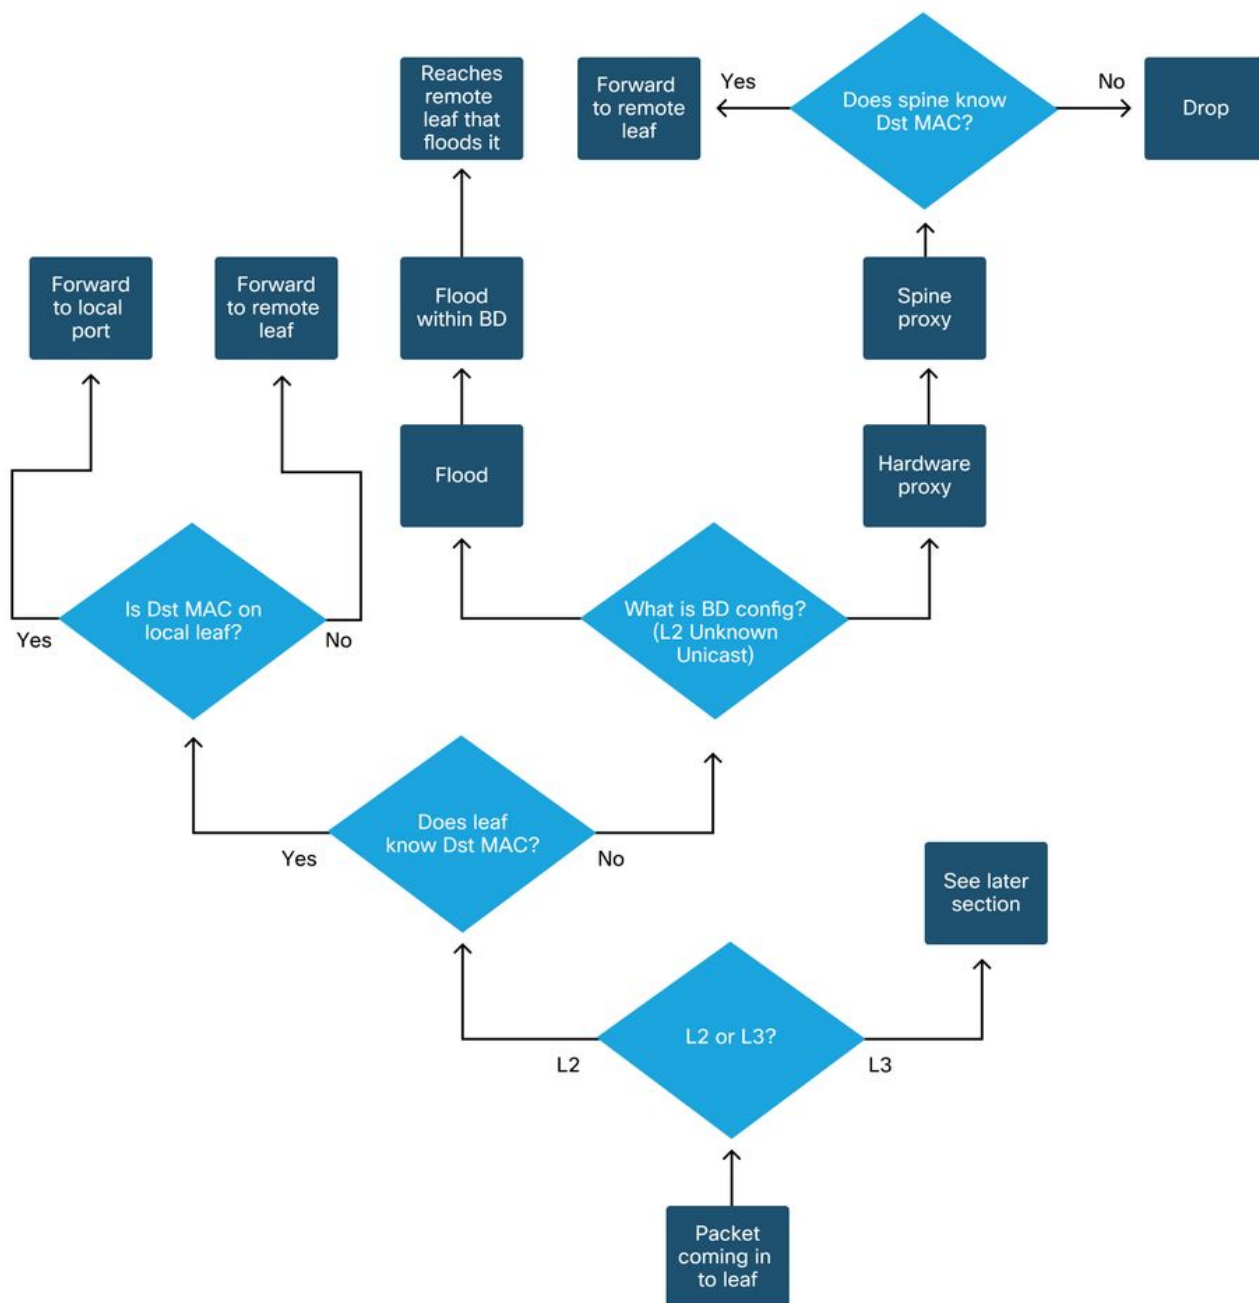 Reaches
remote
leaf that
floods it
Forward
to remote
leaf
Yes
Does spine know
Dst MAC?
No
Drop
Forward
to local
port
Forward
to remote
leaf
Flood
within BD
Spine
proxy
Flood
Hardware
proxy
Is Dst MAC on
local leaf?
Yes
No
What is BD config?
(L2 Unknown
Unicast)
Does leaf
know Dst MAC?
Yes
No
See later
section
L2 or L3?
L2
L3
Packet
coming in
to leaf